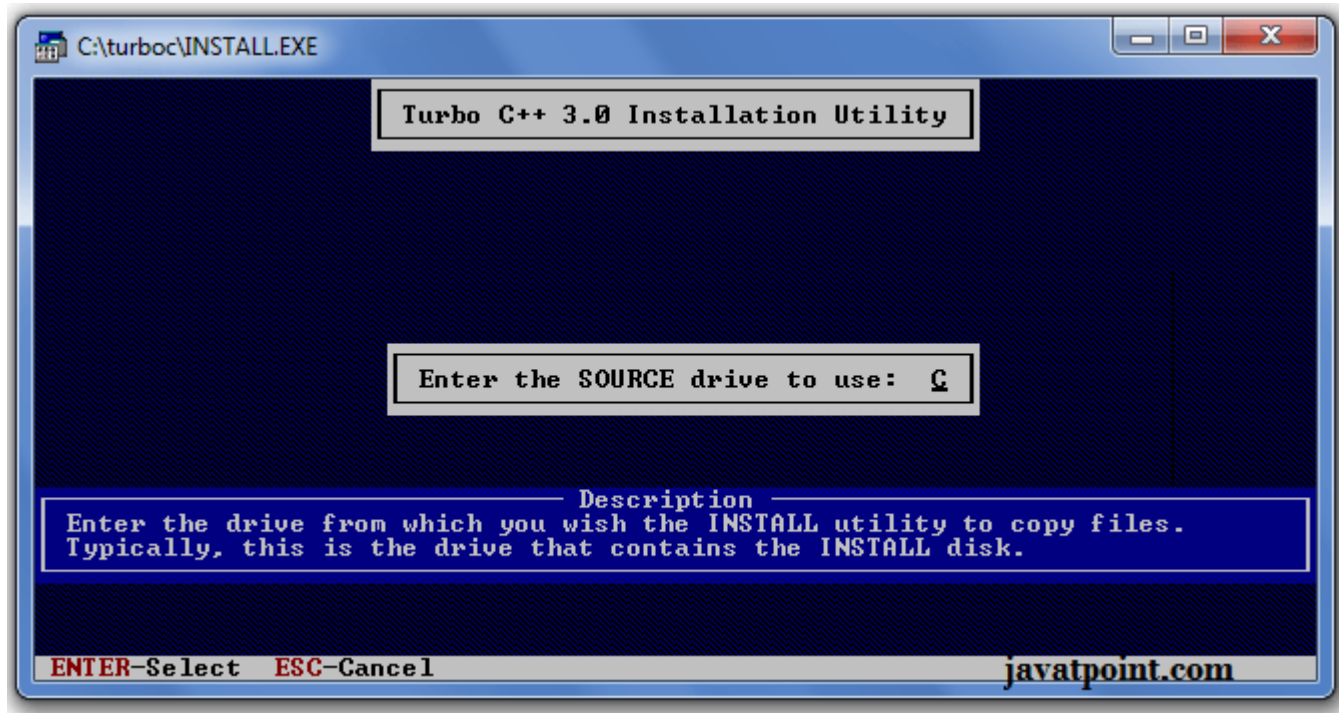 C:\turboc\INSTALL.EXE
Turbo C++ 3.0 Installation Utility
Enter the SOURCE drive to use: C
Description
Enter the drive from which you wish the INSTALL utility to copy files.
Typically, this is the drive that contains the INSTALL disk.
ENTER-Select ESC-Cancel
javatpoint.com